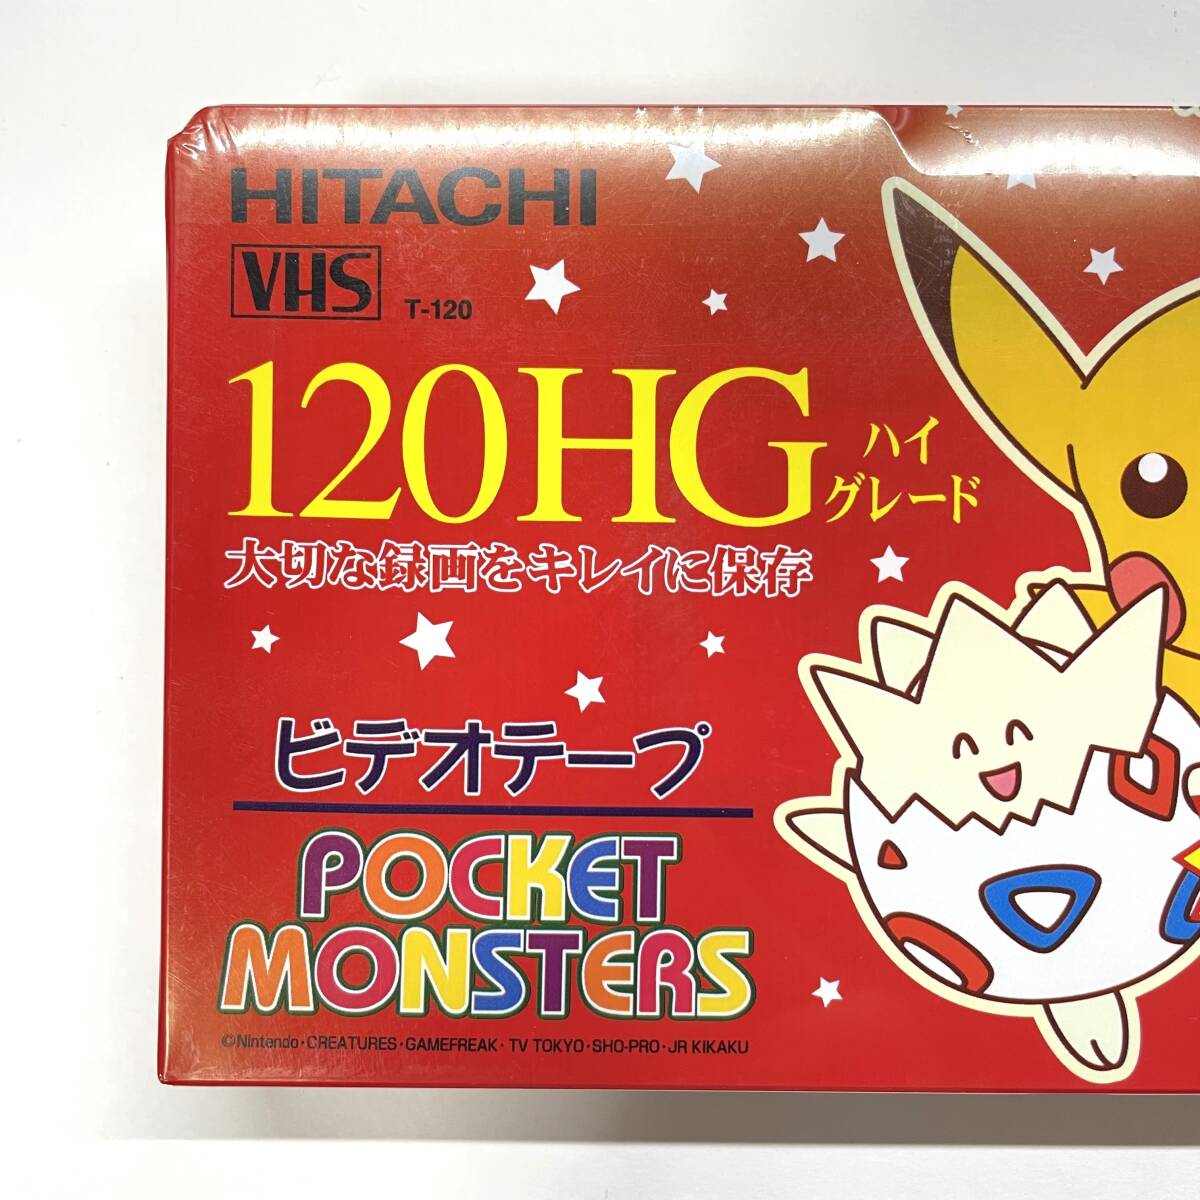 HITACHI
VHS T-120
120HG ハイ
グレード
大切な録画をキレイに保存
ビデオテープ
POCKET
MONSTERS
©Nintendo・CREATURES・GAMEFREAK・TV TOKYO・SHO-PRO・JR KIKAKU